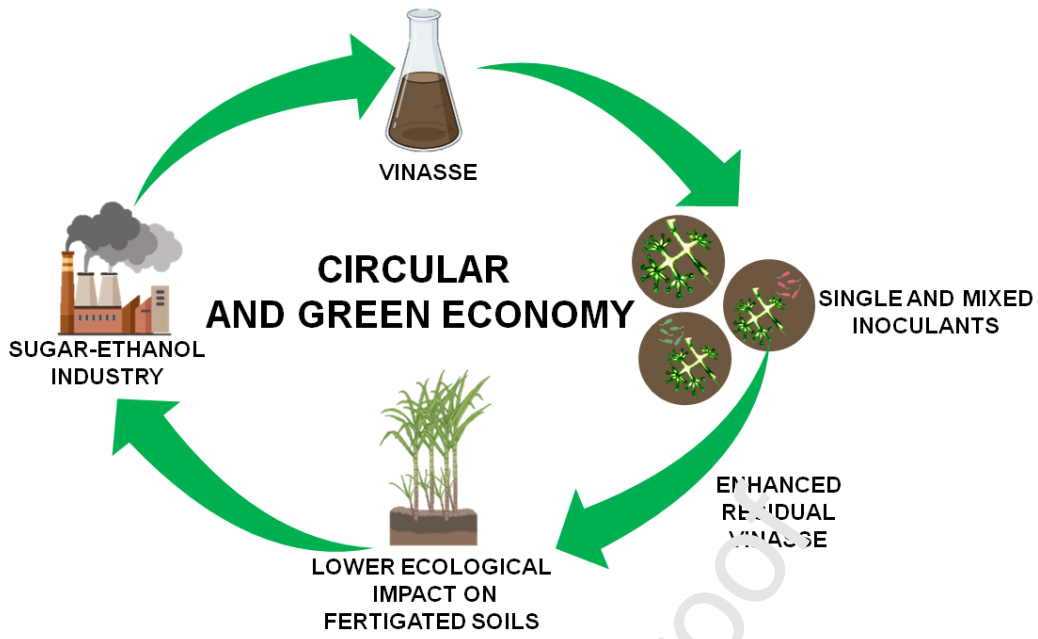 VINASSE
CIRCULAR
AND GREEN ECONOMY
SINGLE AND MIXED
INOCULANTS
SUGAR-ETHANOL
INDUSTRY
ENHANCED
RESIDUAL
VINASSE
LOWER ECOLOGICAL
IMPACT ON
FERTIGATED SOILS
roof